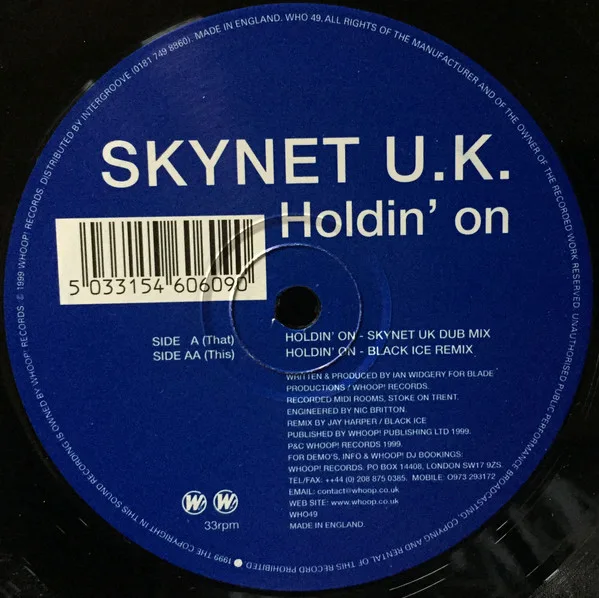 1999 THE COPYRIGHT IN THIS SOUND RECORDING IS OWNED BY WHOOP! RECORDS. © 1999 WHOOP! RECORDS. DISTRIBUTED BY INTERGROOVE (0181 749 8860). MADE IN ENGLAND. WHO 49. ALL RIGHTS OF THE MANUFACTURER AND OF THE OWNER OF THE RECORDED WORK RESERVED. UNAUTHORISED PUBLIC PERFORMANCE BROADCASTING, COPYING AND RENTAL OF THIS RECORD PROHIBITED.
SKYNET U.K.
Holdin' on
5 033154 606090
SIDE A (That) HOLDIN' ON - SKYNET UK DUB MIX
SIDE AA (This) HOLDIN' ON - BLACK ICE REMIX
WRITTEN & PRODUCED BY IAN WIDGERY FOR BLADE
PRODUCTIONS / WHOOP! RECORDS.
RECORDED MIDI ROOMS, STOKE ON TRENT.
ENGINEERED BY NIC BRITTON.
REMIX BY JAY HARPER / BLACK ICE
PUBLISHED BY WHOOP! PUBLISHING LTD 1999.
P&C WHOOP! RECORDS 1999.
FOR DEMO'S, INFO & WHOOP! DJ BOOKINGS:
WHOOP! RECORDS. PO BOX 14408, LONDON SW17 9ZS.
TEL/FAX: +44 (0) 208 875 0385. MOBILE: O973 293172
EMAIL: contact@whoop.co.uk
WEB SITE: www.whoop.co.uk
WHO49
MADE IN ENGLAND.
W! W!
33rpm